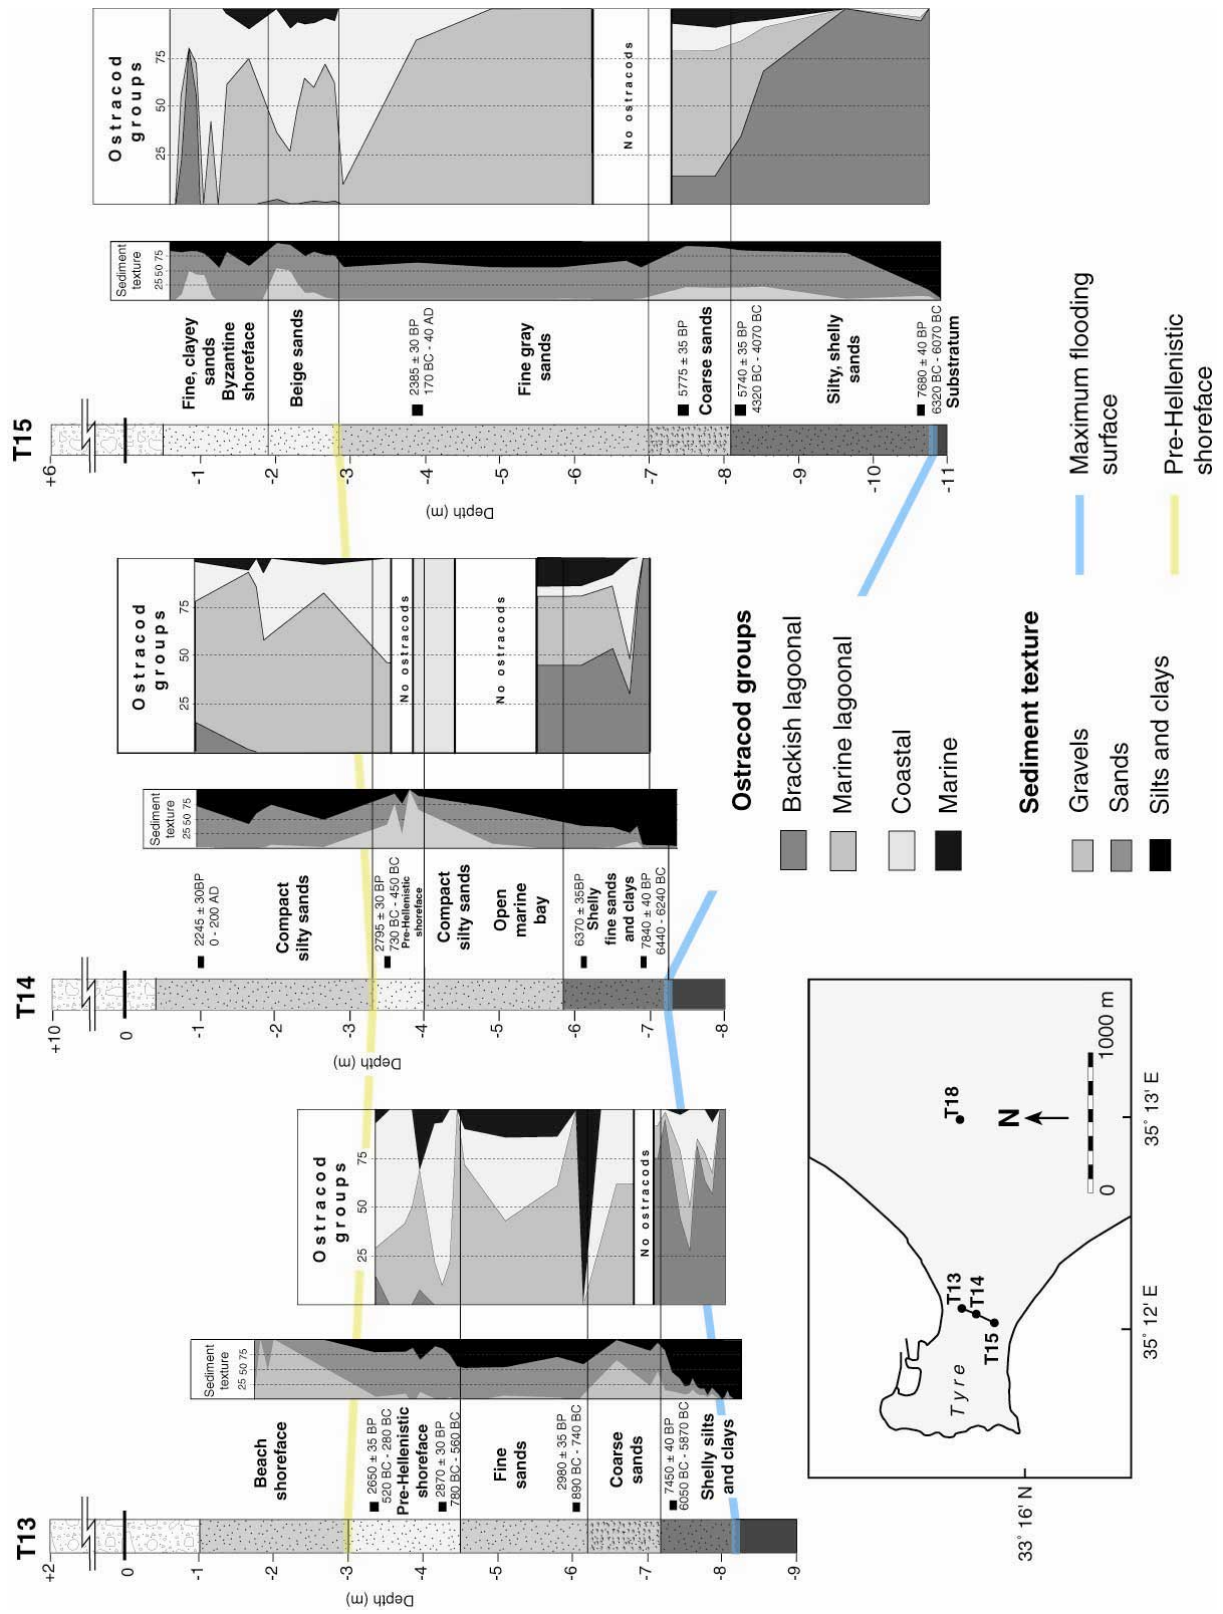 T13
+2
0
-1
-2
-3
-4
-5
-6
-7
-8
-9
Depth (m)
Beach
shoreface
2650 ± 35 BP
520 BC - 280 BC
Pre-Hellenistic
shoreface
2870 ± 30 BP
780 BC - 560 BC
Fine
sands
2980 ± 35 BP
890 BC - 740 BC
Coarse
sands
7450 ± 40 BP
6050 BC - 5870 BC
Shelly silts
and clays
Sediment
texture
25 50 75
Ostracod
groups
25
50
75
No ostracods
T14
+10
0
-1
-2
-3
-4
-5
-6
-7
-8
Depth (m)
2245 ± 30BP
0 - 200 AD
Compact
silty sands
2795 ± 30 BP
730 BC - 450 BC
Pre-Hellenistic
shoreface
Compact
silty sands
Open
marine
bay
6370 ± 35BP
Shelly
fine sands
and clays
7840 ± 40 BP
6440 - 6240 BC
Sediment
texture
25 50 75
Ostracod
groups
25
50
75
No ostracods
No ostracods
T15
+6
-1
-2
-3
-4
-5
-6
-7
-8
-9
-10
-11
0
Depth (m)
Fine, clayey
sands
Byzantine
shoreface
Beige sands
2385 ± 30 BP
170 BC - 40 AD
Fine gray
sands
5775 ± 35 BP
Coarse sands
5740 ± 35 BP
4320 BC - 4070 BC
Silty, shelly
sands
7680 ± 40 BP
6320 BC - 6070 BC
Substratum
Sediment
texture
25 50 75
Ostracod
groups
25
50
75
No ostracods
Tyre
T13
T14
T15
T18
N
0
1000 m
33° 16' N
35° 12' E
35° 13' E
Ostracod groups
Brackish lagoonal
Marine lagoonal
Coastal
Marine
Sediment texture
Gravels
Sands
Silts and clays
Maximum flooding
surface
Pre-Hellenistic
shoreface